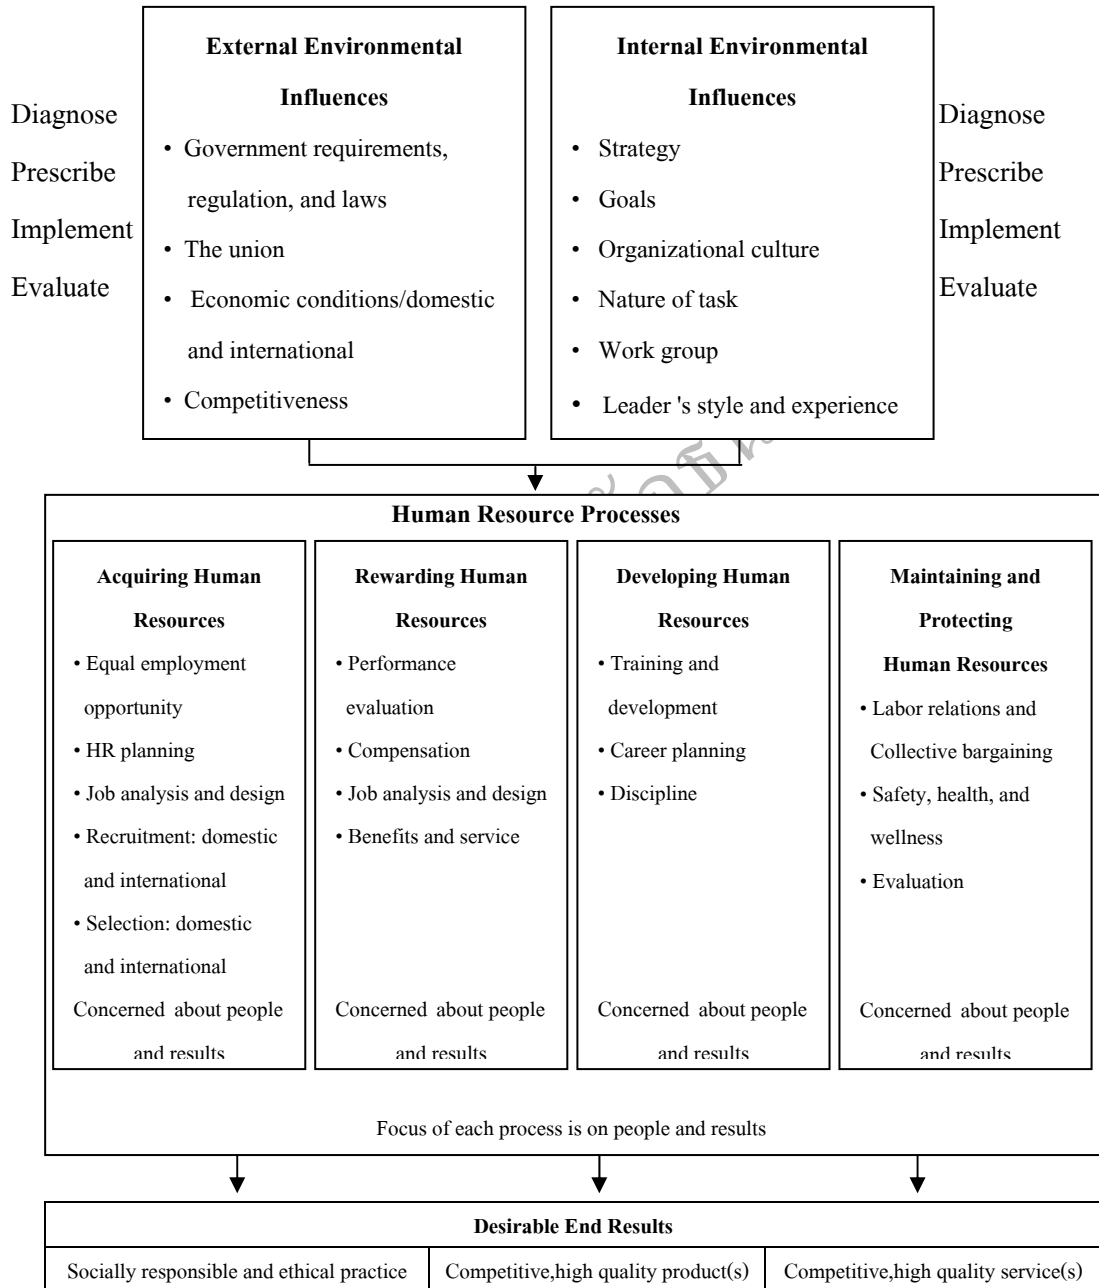 External Environmental
Influences
• Government requirements,
regulation, and laws
• The union
• Economic conditions/domestic
and international
• Competitiveness
Internal Environmental
Influences
• Strategy
• Goals
• Organizational culture
• Nature of task
• Work group
• Leader 's style and experience
Diagnose
Prescribe
Implement
Evaluate
Diagnose
Prescribe
Implement
Evaluate
Human Resource Processes
Acquiring Human
Resources
• Equal employment
opportunity
• HR planning
• Job analysis and design
• Recruitment: domestic
and international
• Selection: domestic
and international
Concerned about people
and results
Rewarding Human
Resources
• Performance
evaluation
• Compensation
• Job analysis and design
• Benefits and service
Concerned about people
and results
Developing Human
Resources
• Training and
development
• Career planning
• Discipline
Concerned about people
and results
Maintaining and
Protecting
Human Resources
• Labor relations and
Collective bargaining
• Safety, health, and
wellness
• Evaluation
Concerned about people
and results
Focus of each process is on people and results
Desirable End Results
Socially responsible and ethical practice
Competitive,high quality product(s)
Competitive,high quality service(s)